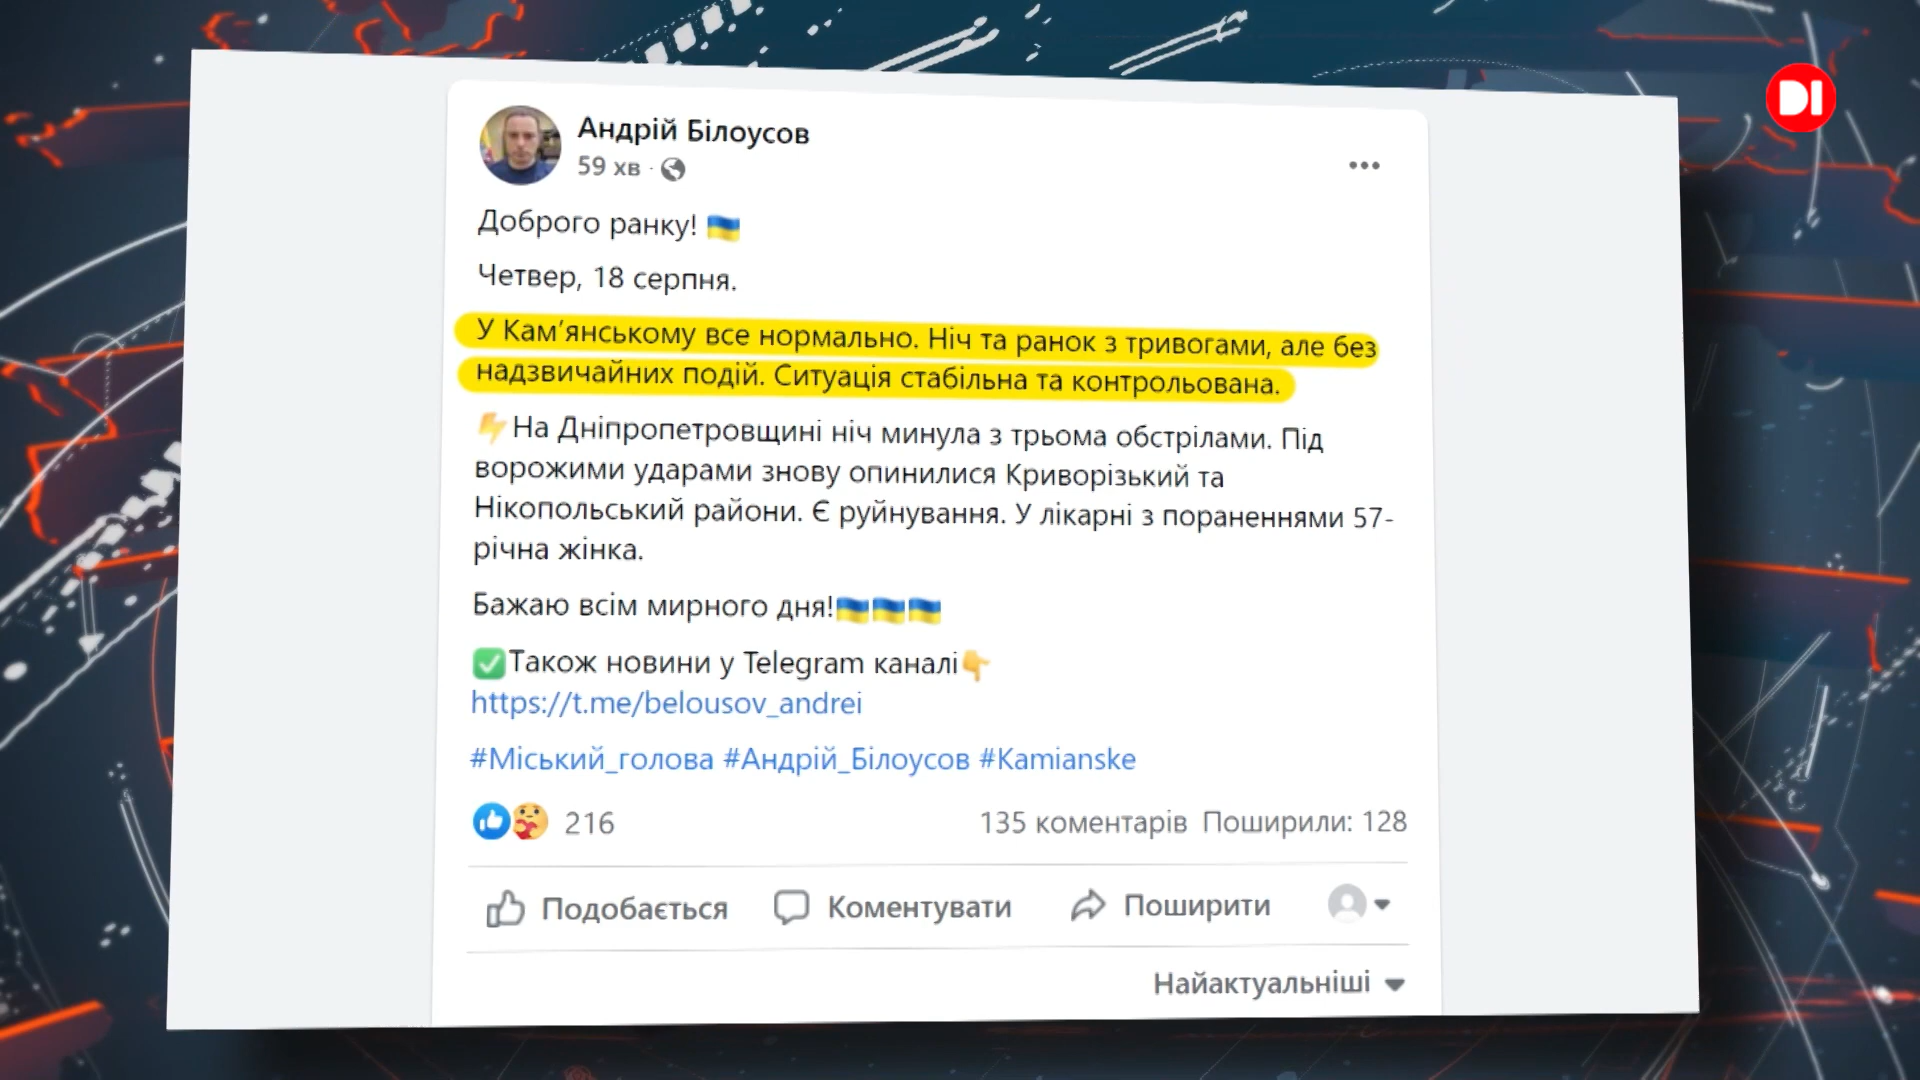 DI
Андрій Білоусов
59 хв ·
Доброго ранку! 🇺🇦
Четвер, 18 серпня.
У Кам'янському все нормально. Ніч та ранок з тривогами, але без
надзвичайних подій. Ситуація стабільна та контрольована.
⚡На Дніпропетровщині ніч минула з трьома обстрілами. Під
ворожими ударами знову опинилися Криворізький та
Нікопольський райони. Є руйнування. У лікарні з пораненнями 57-
річна жінка.
Бажаю всім мирного дня!🇺🇦🇺🇦🇺🇦
✅Також новини у Telegram каналі👇
https://t.me/belousov_andrei
#Міський_голова #Андрій_Білоусов #Kamianske
216 135 коментарів Поширили: 128
Подобається Коментувати Поширити
Найактуальніші